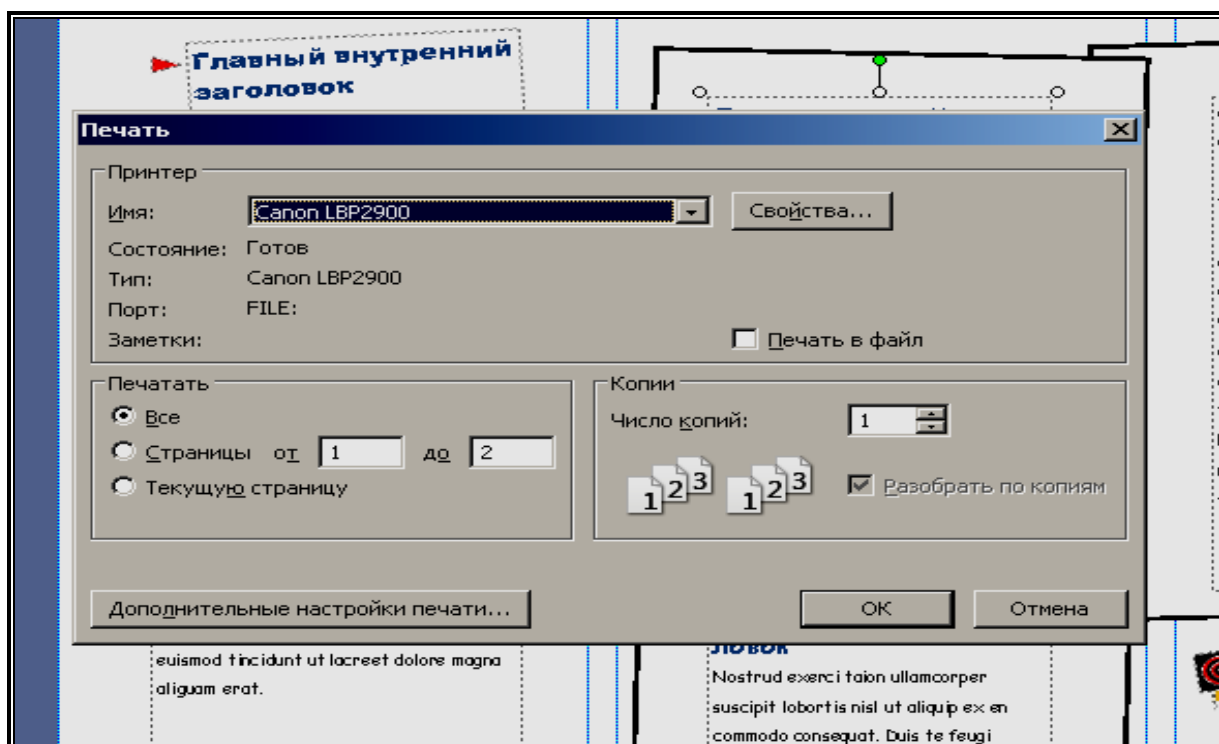 Главный внутренний
заголовок
Печать
Принтер
Имя: Canon LBP2900 Свойства...
Состояние: Готов
Тип: Canon LBP2900
Порт: FILE:
Заметки: Печать в файл
Печатать
Все
Страницы от 1 до 2
Текущую страницу
Копии
Число копий: 1
1 2 3 1 2 3
Разобрать по копиям
Дополнительные настройки печати... ОК Отмена
euismod tincidunt ut lacreet dolore magna
aliguam erat.
ловок
Nostrud exerci taion ullamcorper
suscipit lobortis nisl ut aliquip ex en
commodo consequat. Duis te feugi